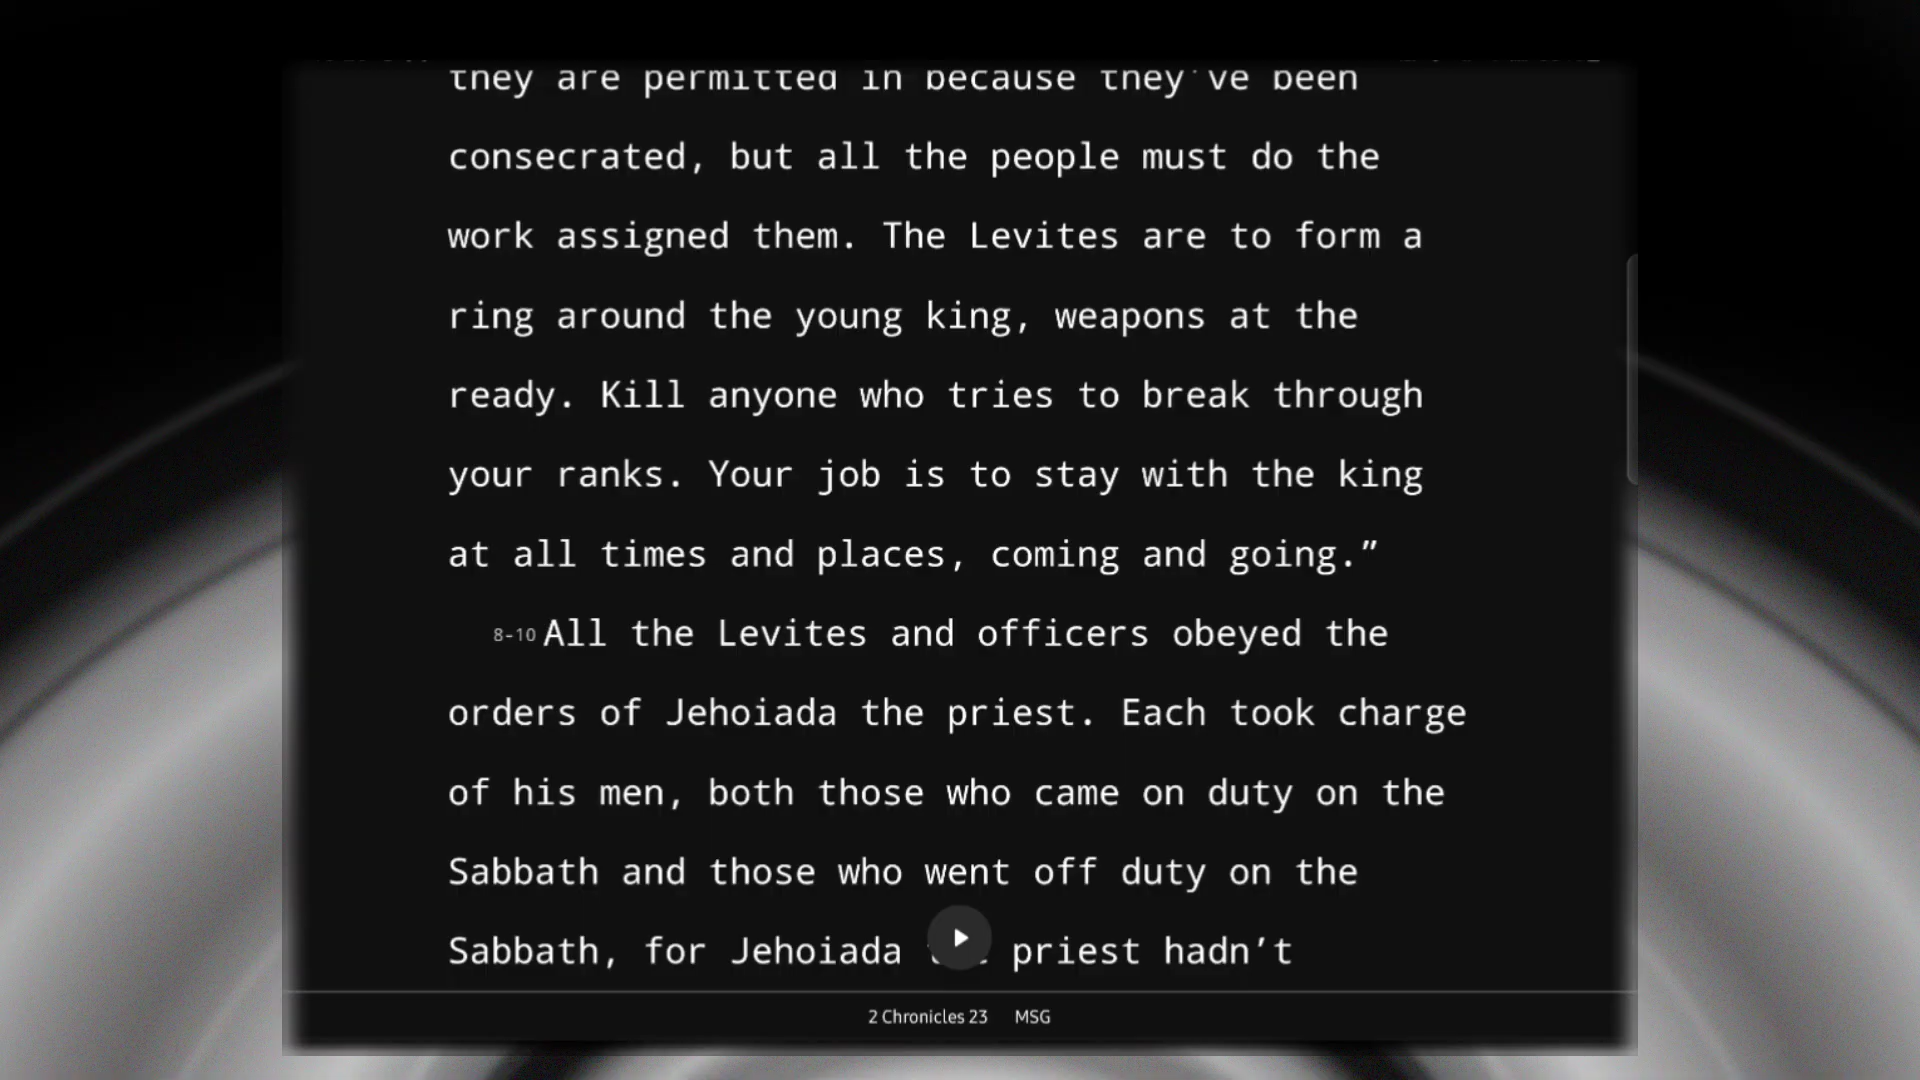 they are permitted in because they've been
consecrated, but all the people must do the
work assigned them. The Levites are to form a
ring around the young king, weapons at the
ready. Kill anyone who tries to break through
your ranks. Your job is to stay with the king
at all times and places, coming and going.”
8-10 All the Levites and officers obeyed the
orders of Jehoiada the priest. Each took charge
of his men, both those who came on duty on the
Sabbath and those who went off duty on the
Sabbath, for Jehoiada priest hadn’t
2 Chronicles 23 MSG